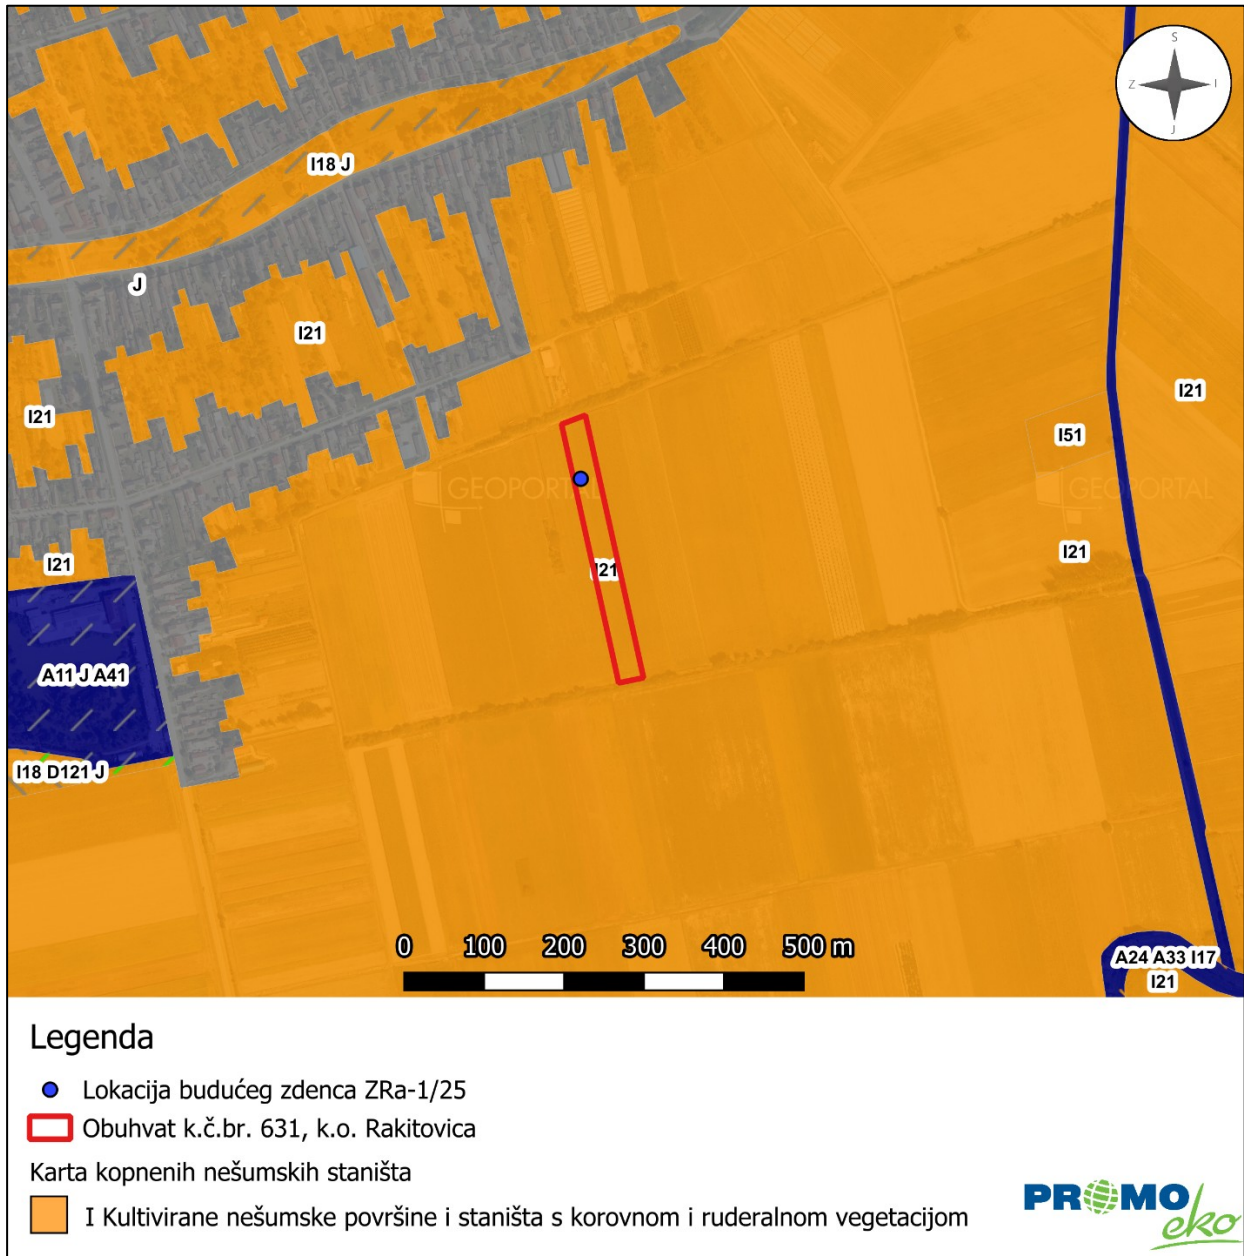 S
Z I
J
I18 J
J
I21
I21
I21
I51
GEOPORTAL
GEOPORTAL
I21
I21
I21
A11 J A41
I18 D121 J
A24 A33 I17
I21
0 100 200 300 400 500 m
Legenda
Lokacija budućeg zdenca ZRa-1/25
Obuhvat k.č.br. 631, k.o. Rakitovica
Karta kopnenih nešumskih staništa
I Kultivirane nešumske površine i staništa s korovnom i ruderalnom vegetacijom
PROMO
eko